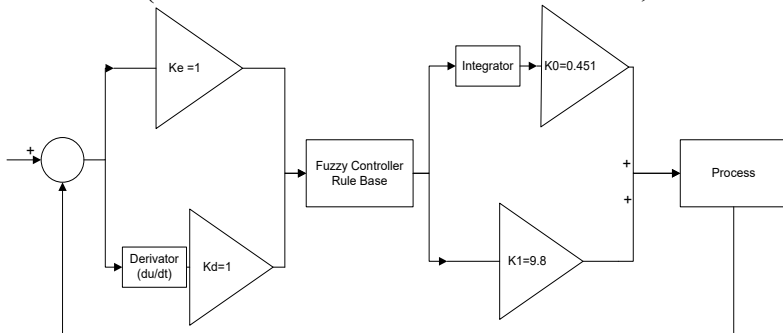 Ke =1
Integrator
K0=0.451
+
Fuzzy Controller
Rule Base
+
Process
+
Derivator
(du/dt)
Kd=1
K1=9.8